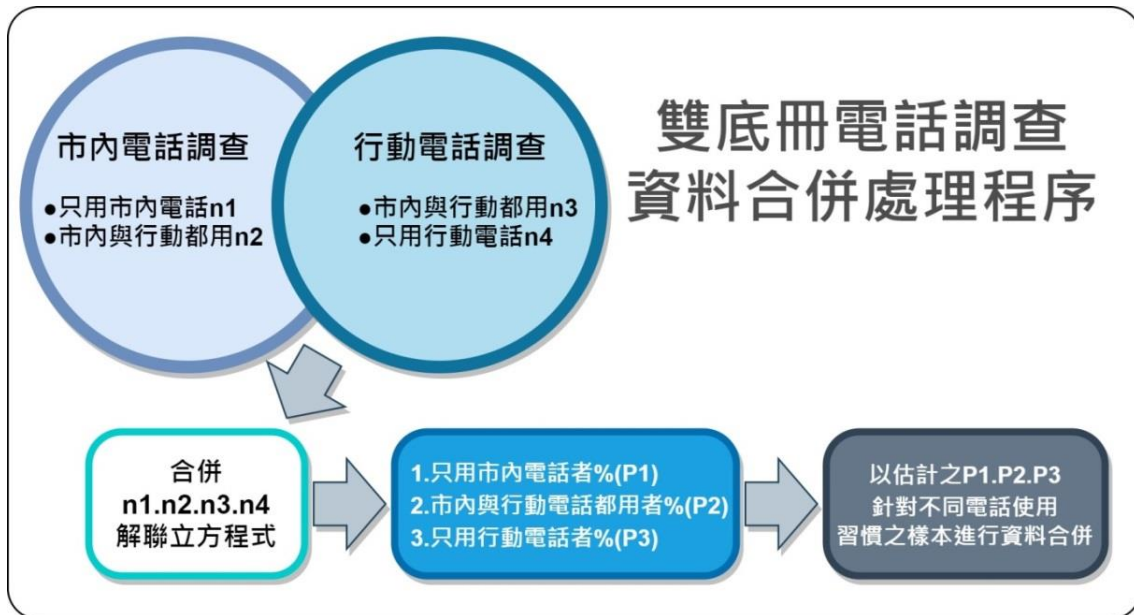 雙底冊電話調查
資料合併處理程序
市內電話調查
●只用市內電話n1
●市內與行動都用n2
行動電話調查
●市內與行動都用n3
●只用行動電話n4
合併
n1.n2.n3.n4
解聯立方程式
1.只用市內電話者%(P1)
2.市內與行動電話都用者%(P2)
3.只用行動電話者%(P3)
以估計之P1.P2.P3
針對不同電話使用
習慣之樣本進行資料合併